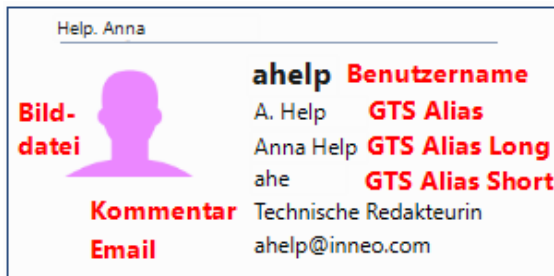 Help. Anna
ahelp Benutzername
Bild-
datei
A. Help GTS Alias
Anna Help GTS Alias Long
ahe GTS Alias Short
Kommentar Technische Redakteurin
Email ahelp@inneo.com